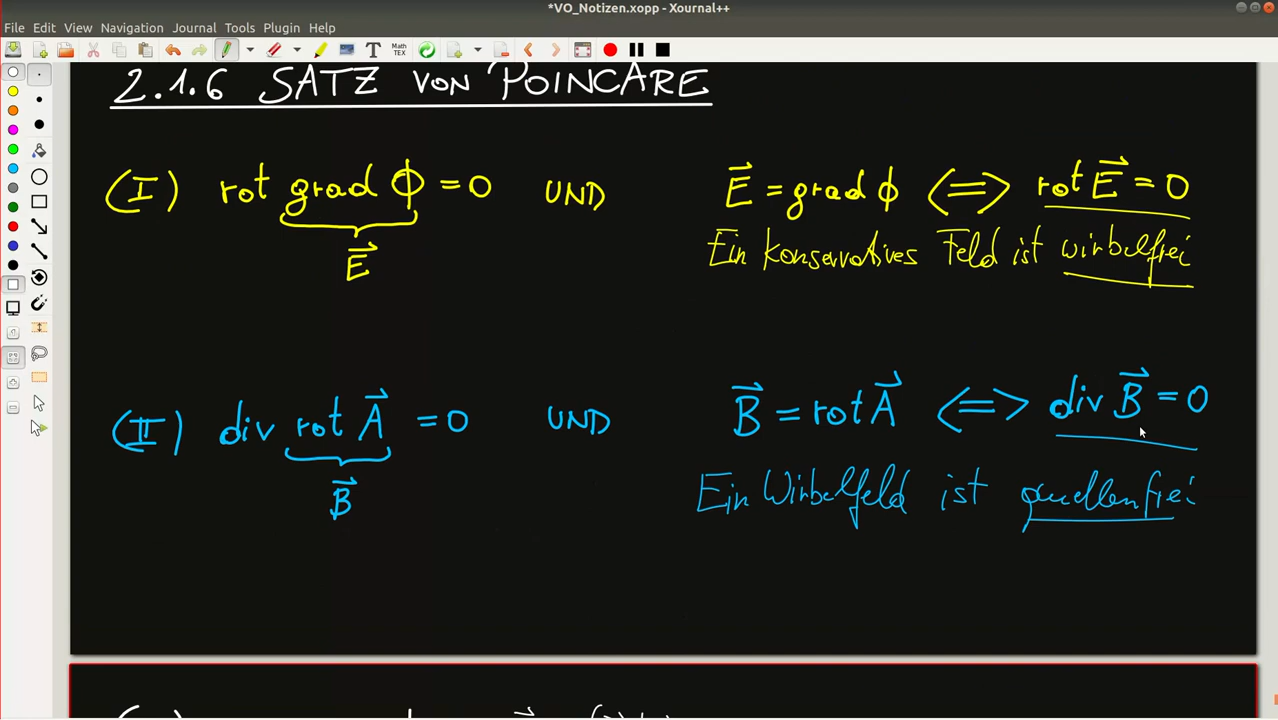 *VO_Notizen.xopp - Xournal++
File Edit View Navigation Journal Tools Plugin Help
T Math TEX
2.1.6 SATZ VON POINCARE
(I) rot grad ϕ = 0 UND E⃗ = grad ϕ <=> rot E⃗ = 0
E⃗ Ein konservatives Feld ist wirbelfrei
(II) div rot A⃗ = 0 UND B⃗ = rot A⃗ <=> div B⃗ = 0
B⃗ Ein Wirbelfeld ist quellenfrei